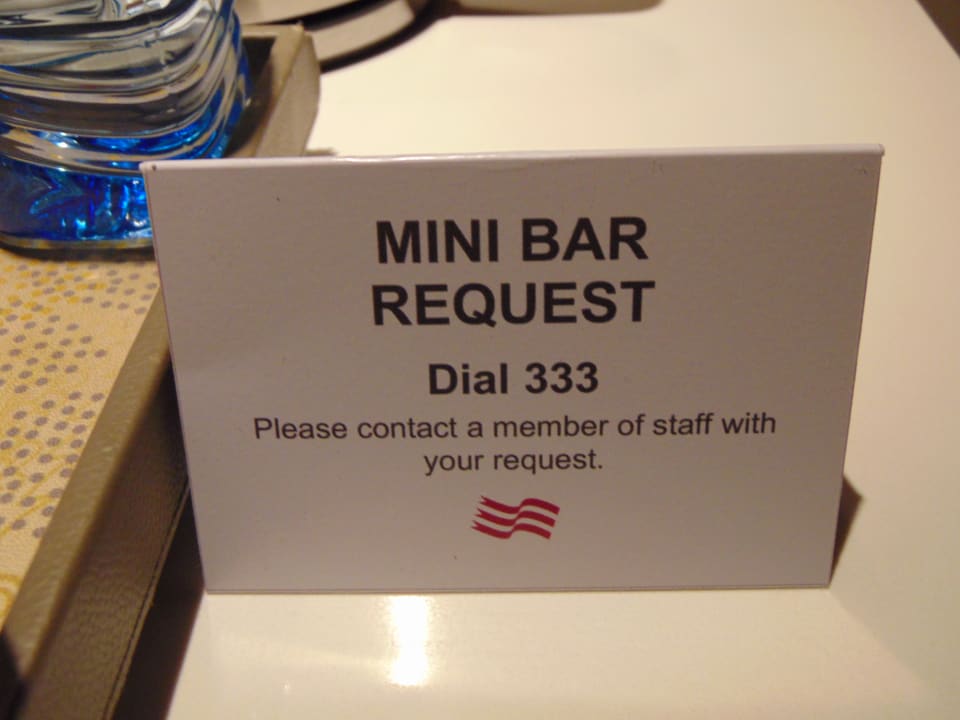 MINI BAR
REQUEST
Dial 333
Please contact a member of staff with
your request.